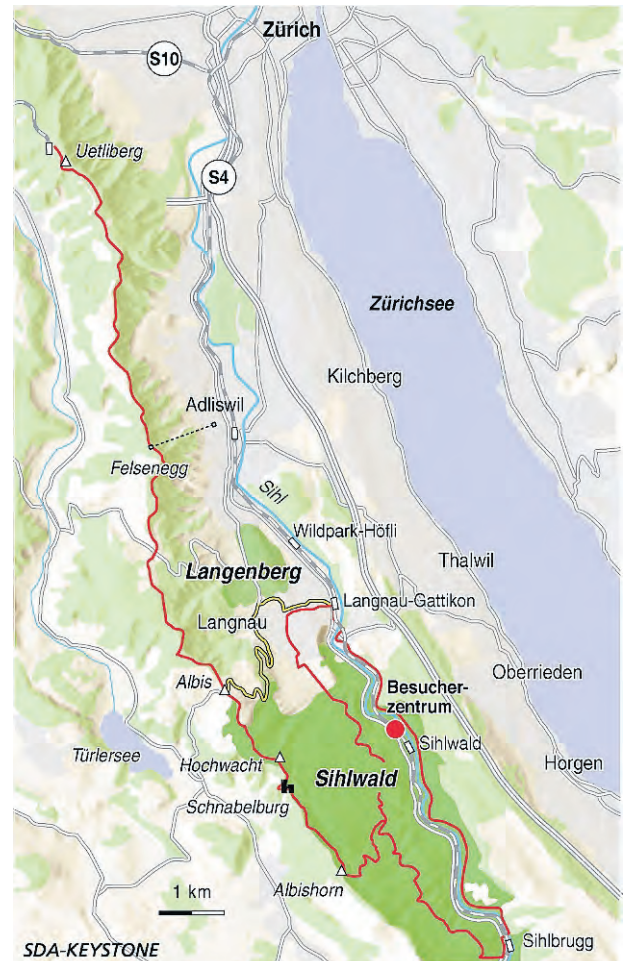 Zürich
S10
Uetliberg
S4
Zürichsee
Kilchberg
Adliswil
Felsenegg
Sihl
Wildpark-Höfli
Thalwil
Langenberg
Langnau-Gattikon
Langnau
Oberrieden
Albis
Besucher-
zentrum
Sihlwald
Türlersee
Hochwacht
Horgen
Sihlwald
Schnabelburg
Albishorn
1 km
Sihlbrugg
SDA-KEYSTONE